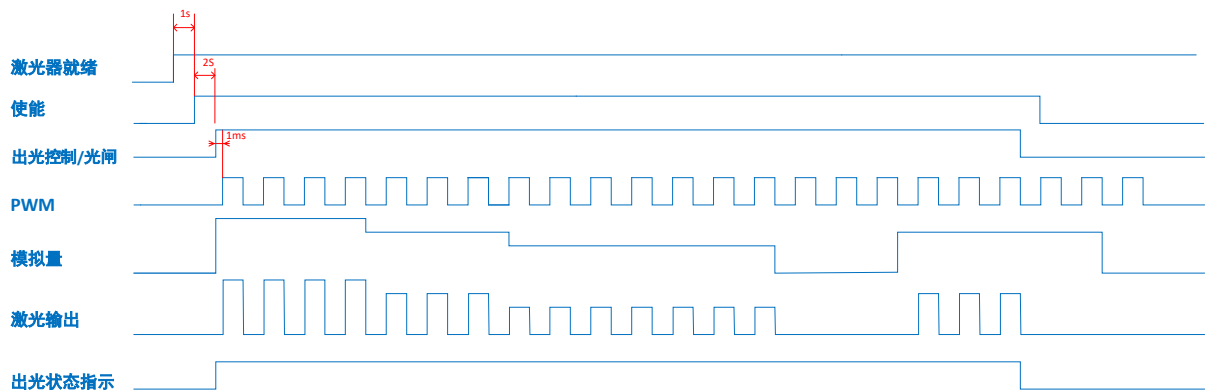 1s
激光器就绪
2S
使能
1ms
出光控制/光闸
PWM
模拟量
激光输出
出光状态指示